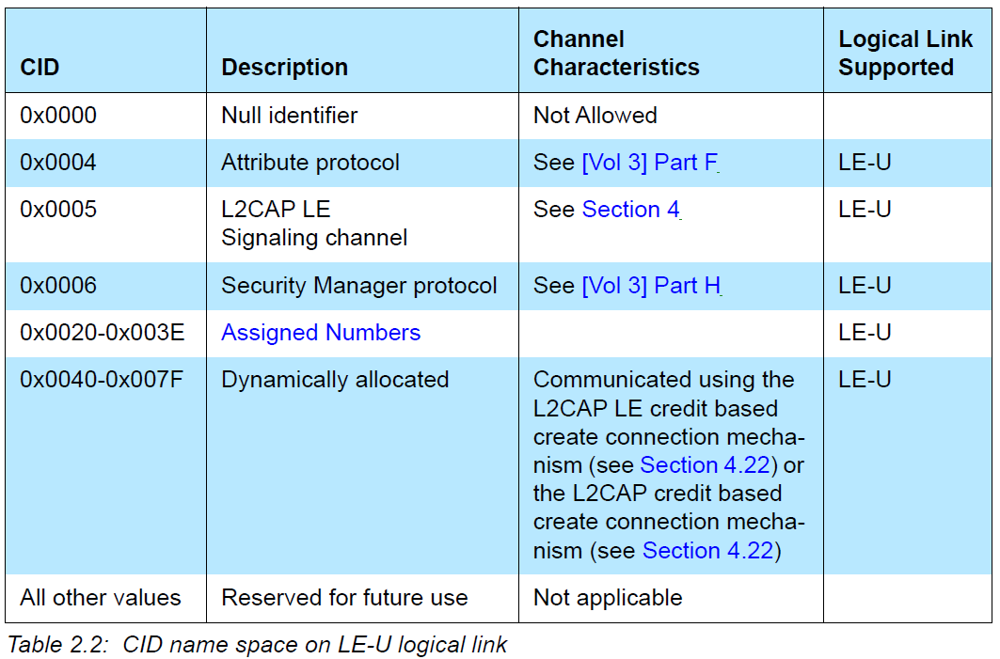 CID Description Channel Characteristics Logical Link Supported
0x0000 Null identifier Not Allowed
0x0004 Attribute protocol See [Vol 3] Part F. LE-U
0x0005 L2CAP LE See Section 4. LE-U
Signaling channel
0x0006 Security Manager protocol See [Vol 3] Part H. LE-U
0x0020-0x003E Assigned Numbers LE-U
0x0040-0x007F Dynamically allocated Communicated using the LE-U
L2CAP LE credit based
create connection mecha-
nism (see Section 4.22) or
the L2CAP credit based
create connection mecha-
nism (see Section 4.22)
All other values Reserved for future use Not applicable
Table 2.2: CID name space on LE-U logical link